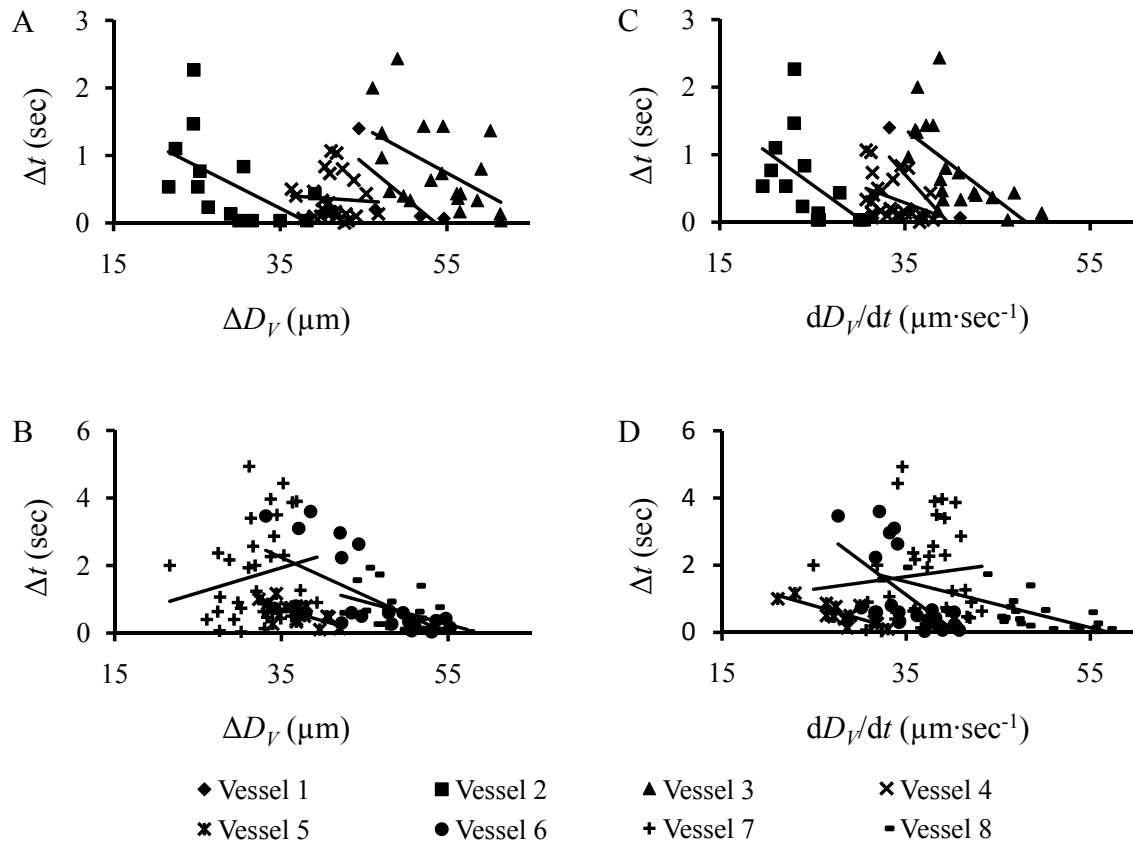 A
3
2
1
0
Δt (sec)
15 35 55
ΔD_V (µm)
C
3
2
1
0
Δt (sec)
15 35 55
dD_V/dt (µm·sec⁻¹)
B
6
4
2
0
Δt (sec)
15 35 55
ΔD_V (µm)
D
6
4
2
0
Δt (sec)
15 35 55
dD_V/dt (µm·sec⁻¹)
Vessel 1 Vessel 2 Vessel 3 Vessel 4
Vessel 5 Vessel 6 Vessel 7 Vessel 8